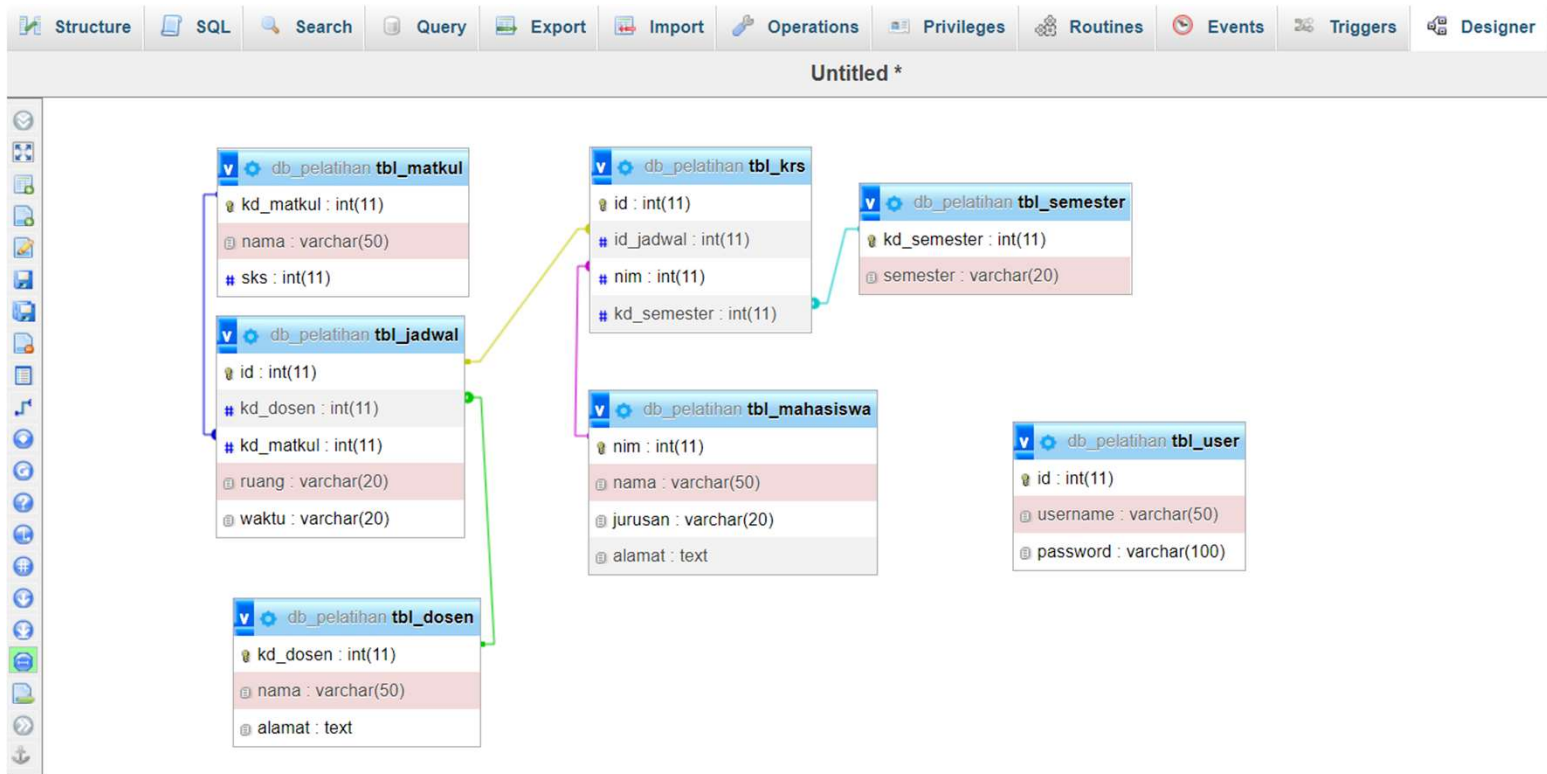 Structure SQL Search Query Export Import Operations Privileges Routines Events Triggers Designer
Untitled *
v db_pelatihan tbl_matkul
kd_matkul : int(11)
nama : varchar(50)
# sks : int(11)
v db_pelatihan tbl_jadwal
id : int(11)
# kd_dosen : int(11)
# kd_matkul : int(11)
ruang : varchar(20)
waktu : varchar(20)
v db_pelatihan tbl_dosen
kd_dosen : int(11)
nama : varchar(50)
alamat : text
v db_pelatihan tbl_krs
id : int(11)
# id_jadwal : int(11)
# nim : int(11)
# kd_semester : int(11)
v db_pelatihan tbl_mahasiswa
nim : int(11)
nama : varchar(50)
jurusan : varchar(20)
alamat : text
v db_pelatihan tbl_semester
kd_semester : int(11)
semester : varchar(20)
v db_pelatihan tbl_user
id : int(11)
username : varchar(50)
password : varchar(100)